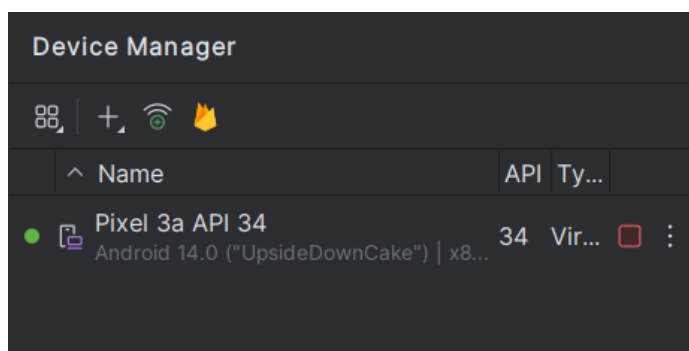 Device Manager
Name API Ty...
Pixel 3a API 34 34 Vir...
Android 14.0 ("UpsideDownCake") | x8...